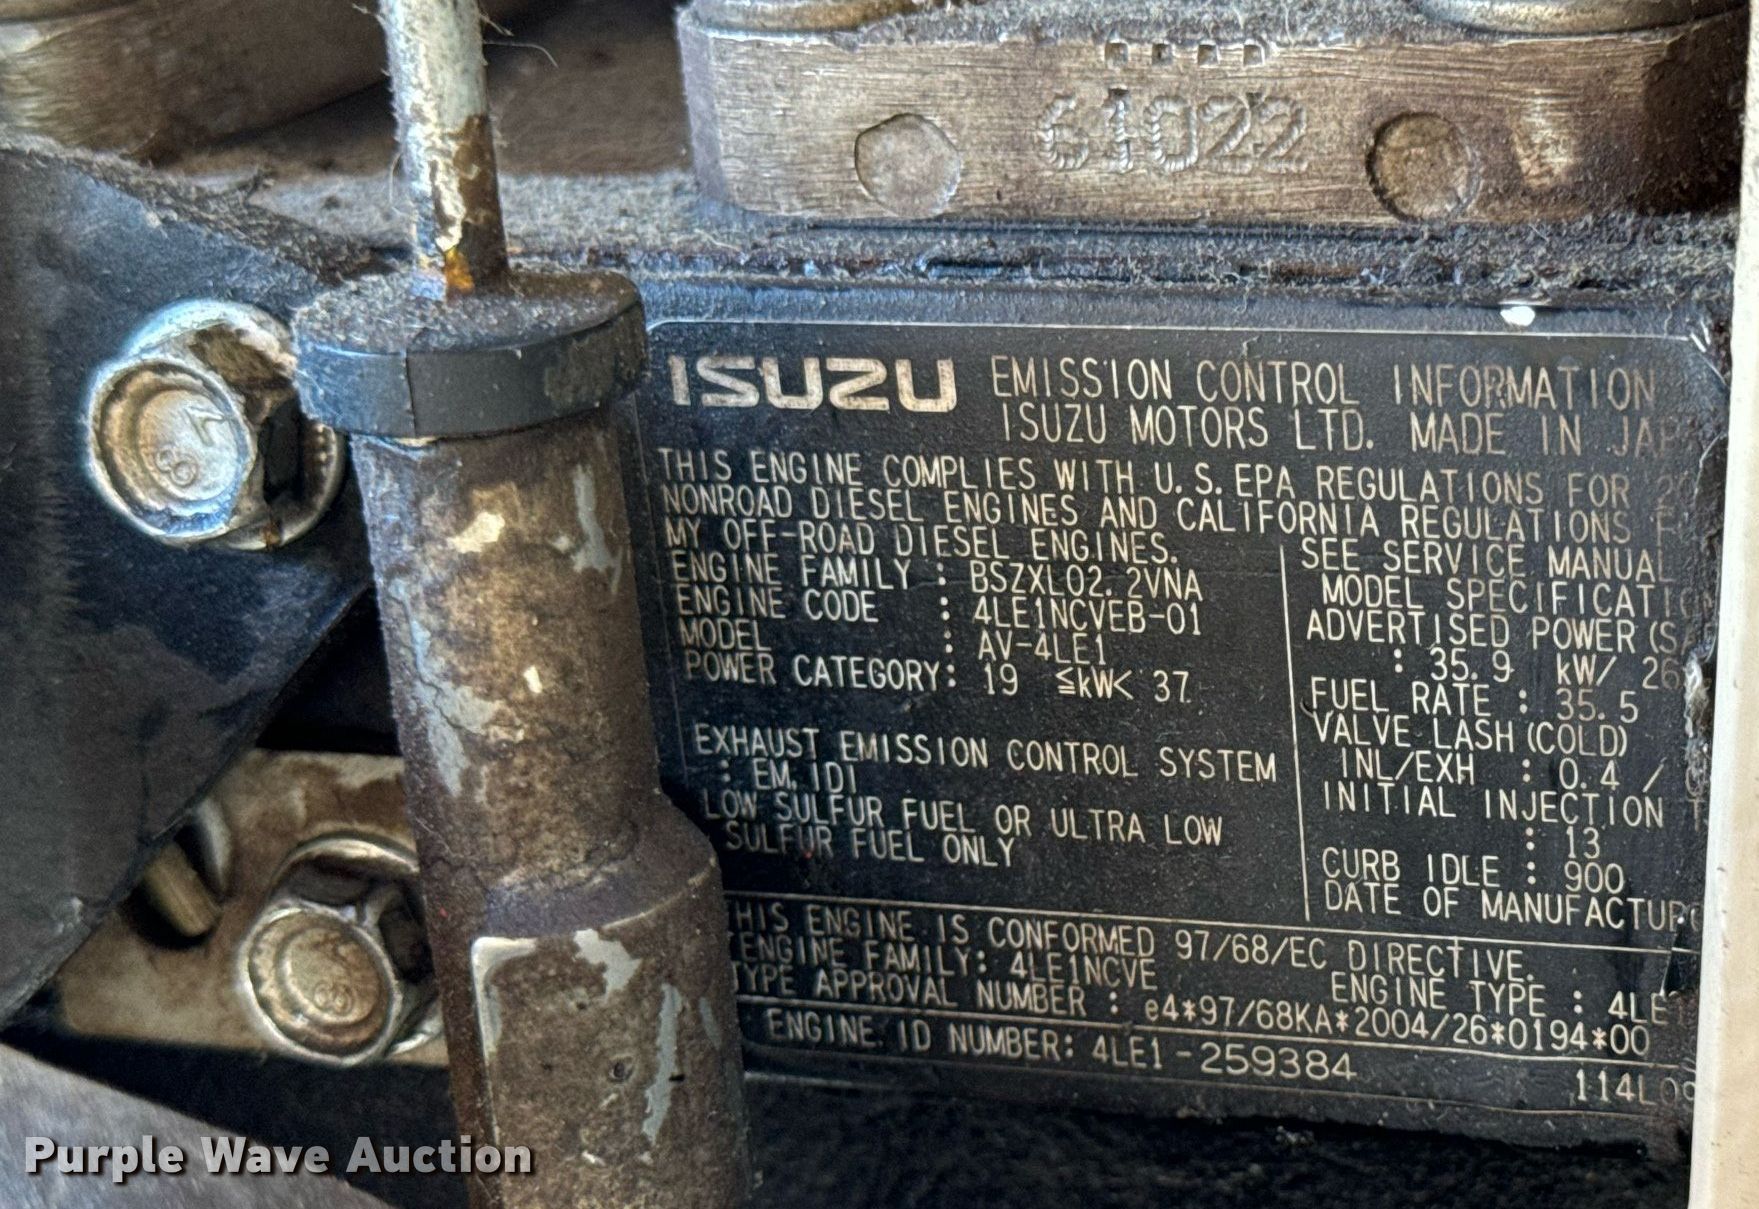 61022
ISUZU EMISSION CONTROL INFORMATION
ISUZU MOTORS LTD. MADE IN JAP
THIS ENGINE COMPLIES WITH U.S. EPA REGULATIONS FOR 20
NONROAD DIESEL ENGINES AND CALIFORNIA REGULATIONS F
MY OFF-ROAD DIESEL ENGINES.
ENGINE FAMILY : BSZXL02.2VNA
ENGINE CODE : 4LE1NCVEB-01
MODEL : AV-4LE1
POWER CATEGORY: 19 ≦kW< 37
EXHAUST EMISSION CONTROL SYSTEM
: EM, IDI
LOW SULFUR FUEL OR ULTRA LOW
SULFUR FUEL ONLY
SEE SERVICE MANUAL
MODEL SPECIFICATI
ADVERTISED POWER (S
: 35.9 kW/ 26
FUEL RATE : 35.5
VALVE LASH (COLD)
INL/EXH : 0.4 /
INITIAL INJECTION T
: 13
CURB IDLE : 900
DATE OF MANUFACTUR
THIS ENGINE IS CONFORMED 97/68/EC DIRECTIVE.
ENGINE FAMILY: 4LE1NCVE ENGINE TYPE : 4LE1
TYPE APPROVAL NUMBER : e4*97/68KA*2004/26*0194*00
ENGINE ID NUMBER: 4LE1-259384
114L09
Purple Wave Auction